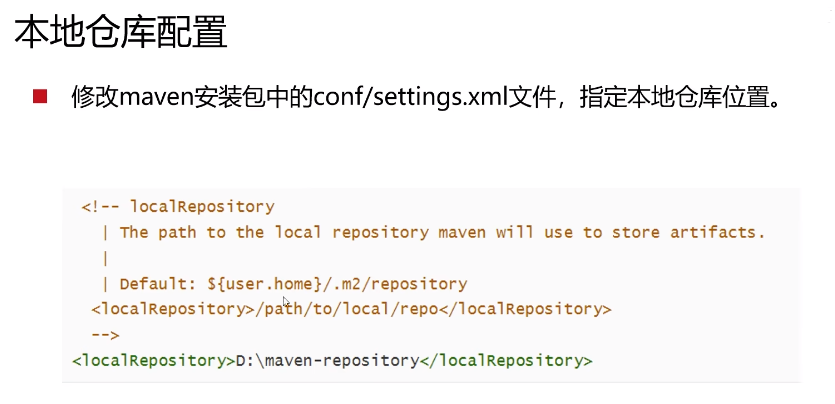 本地仓库配置
修改maven安装包中的conf/settings.xml文件，指定本地仓库位置。
<!-- localRepository
| The path to the local repository maven will use to store artifacts.
|
| Default: ${user.home}/.m2/repository
<localRepository>/path/to/local/repo</localRepository>
-->
<localRepository>D:\maven-repository</localRepository>